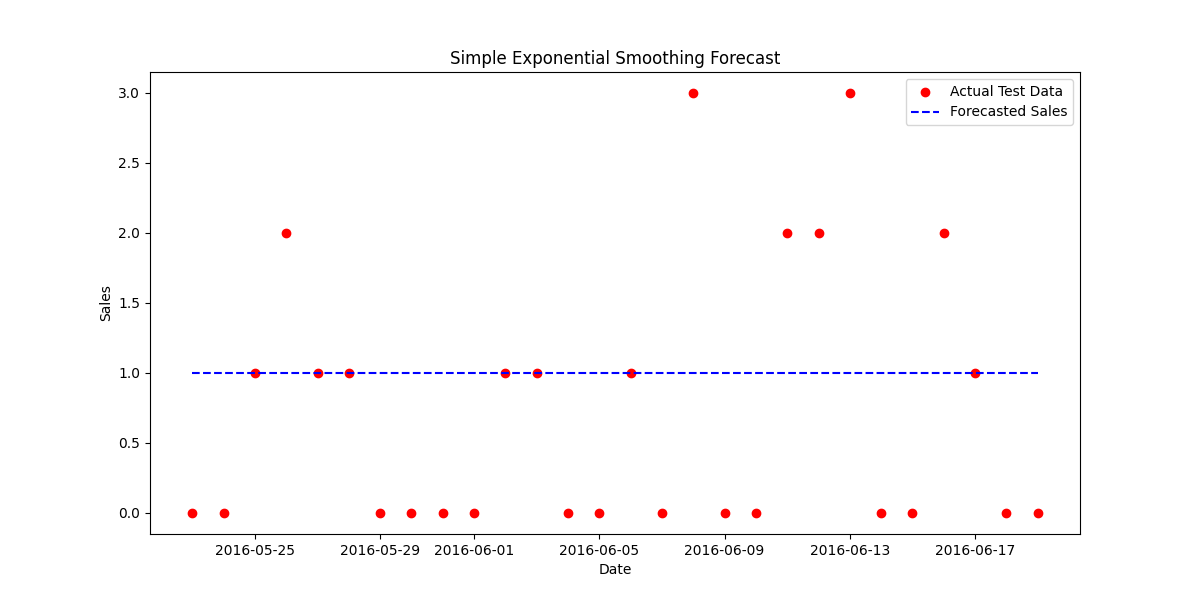 Simple Exponential Smoothing Forecast
Actual Test Data
Forecasted Sales
3.0
2.5
2.0
1.5
1.0
0.5
0.0
Sales
2016-05-25 2016-05-29 2016-06-01 2016-06-05 2016-06-09 2016-06-13 2016-06-17
Date